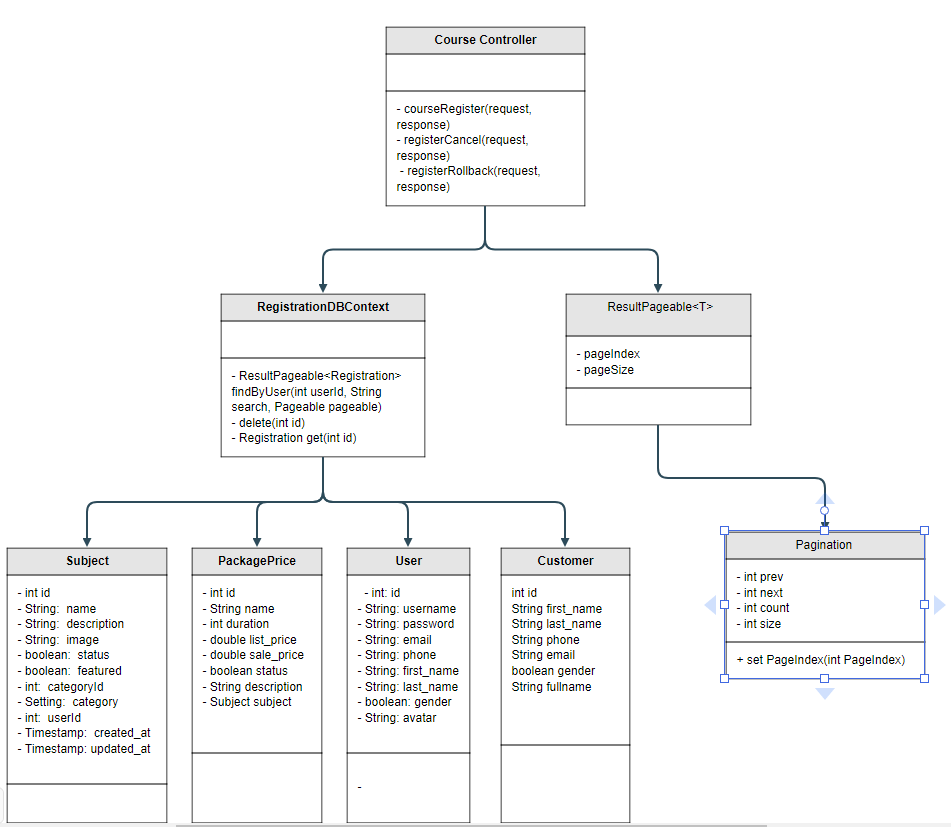 Course Controller
- courseRegister(request,
response)
- registerCancel(request,
response)
- registerRollback(request,
response)
RegistrationDBContext
- ResultPageable<Registration>
findByUser(int userId, String
search, Pageable pageable)
- delete(int id)
- Registration get(int id)
ResultPageable<T>
- pageIndex
- pageSize
Subject
- int id
- String:  name
- String:  description
- String:  image
- boolean:  status
- boolean:  featured
- int:  categoryId
- Setting:  category
- int:  userId
- Timestamp:  created_at
- Timestamp: updated_at
PackagePrice
- int id
- String name
- int duration
- double list_price
- double sale_price
- boolean status
- String description
- Subject subject
User
- int: id
- String: username
- String: password
- String: email
- String: phone
- String: first_name
- String: last_name
- boolean: gender
- String: avatar
-
Customer
int id
String first_name
String last_name
String phone
String email
boolean gender
String fullname
Pagination
- int prev
- int next
- int count
- int size
+ set PageIndex(int PageIndex)